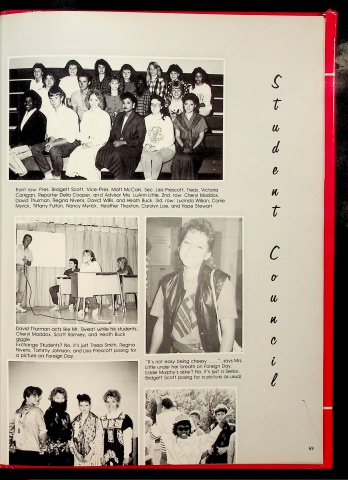 Student Council
front row: Pres. Bridgett Scott, Vice-Pres. Matt McCain, Sec. Lisa Prescott, Treas. Victoria
Carrigan, Reporter Delia Cooper, and Advisor Mrs. LuAnn Little. 2nd. row: Cheryl Maddox,
David Thurman, Regina Nivens, David Willis, and Heath Buck. 3rd. row: Lucinda Wilson, Carrie
Myrick, Tiffany Fulton, Nancy Myrick, Heather Thaxton, Carolyn Lee, and Rape Stewart
David Thurman acts like Mr. Sweat while his students,
Cheryl Maddox, Scott Ramsey, and Heath Buck
giggle.
Exchange Students? No, it's just Treasa Smith, Regina
Nivens, Tammy Johnson, and Lisa Prescott posing for
a picture on Foreign Day.
"It's not easy being cheesy . . . . .", says Mrs.
Little under her breath on Foreign Day.
Eddie Murphy's sister? No, it's just a Senior,
Bridgett Scott posing for a picture as usual.